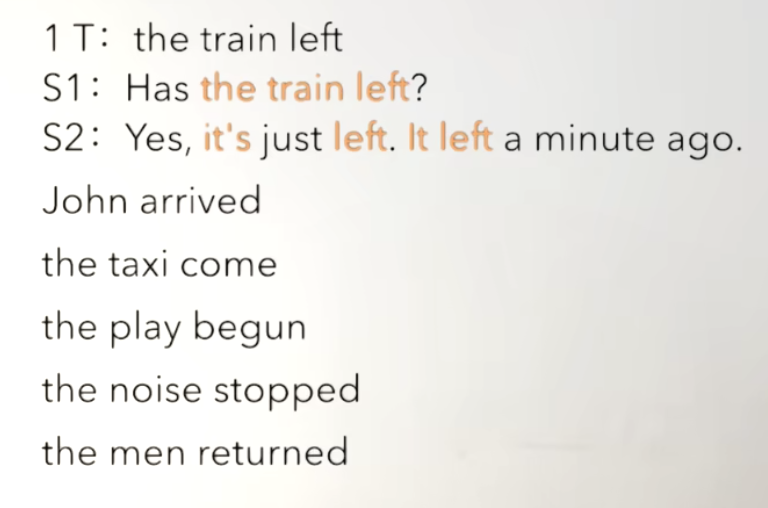 1 T: the train left
S1: Has the train left?
S2: Yes, it's just left. It left a minute ago.
John arrived
the taxi come
the play begun
the noise stopped
the men returned